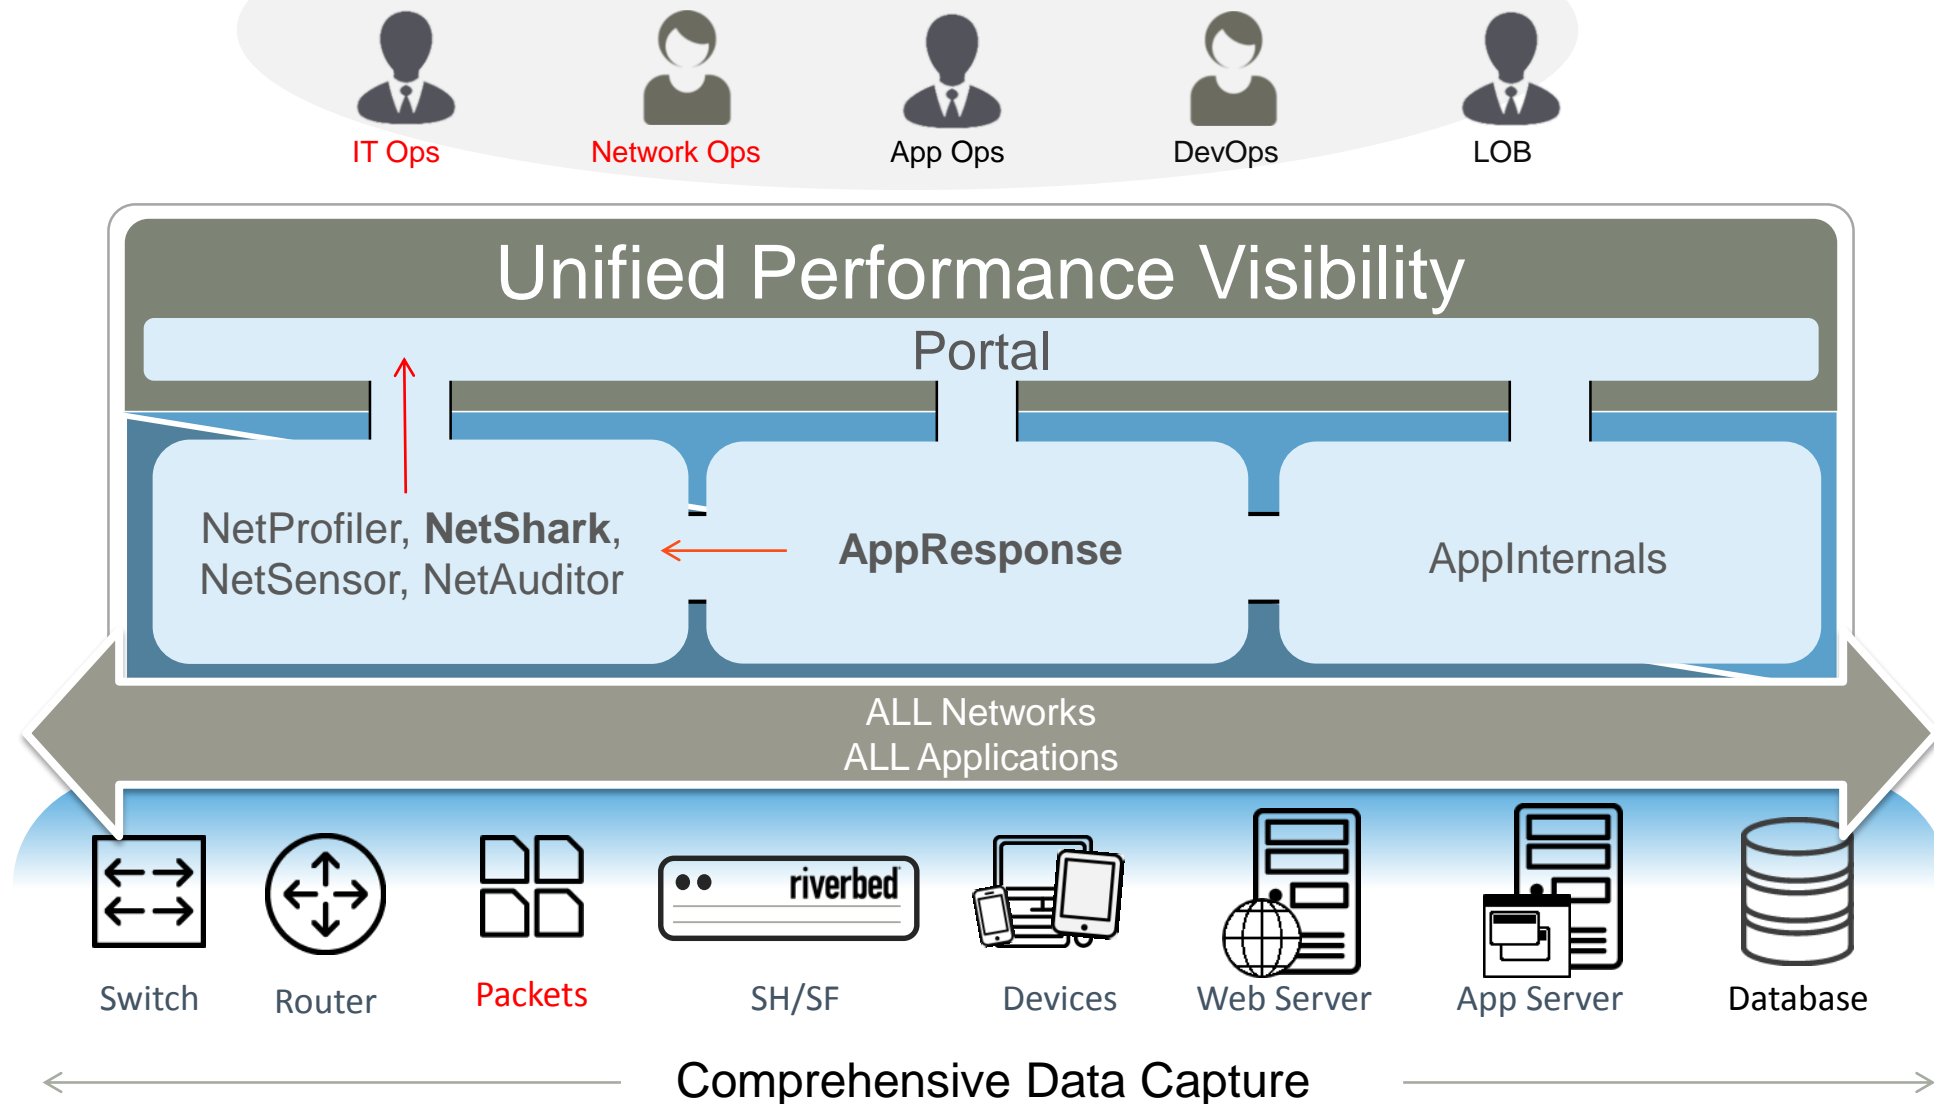 IT Ops
Network Ops
App Ops
DevOps
LOB
Unified Performance Visibility
Portal
NetProfiler, NetShark,
NetSensor, NetAuditor
AppResponse
AppInternals
ALL Networks
ALL Applications
riverbed
Switch
Router
Packets
SH/SF
Devices
Web Server
App Server
Database
Comprehensive Data Capture